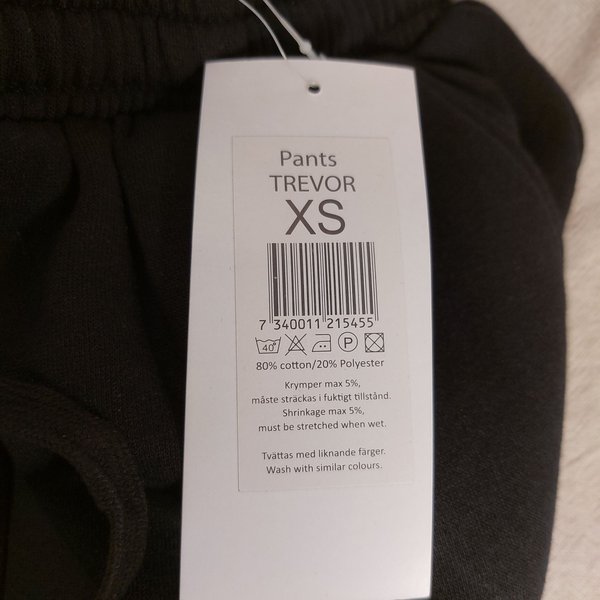 Pants
TREVOR
XS
7 340011 215455
40° P
80% cotton/20% Polyester
Krymper max 5%,
måste sträckas i fuktigt tillstånd.
Shrinkage max 5%,
must be stretched when wet.
Tvättas med liknande färger.
Wash with similar colours.